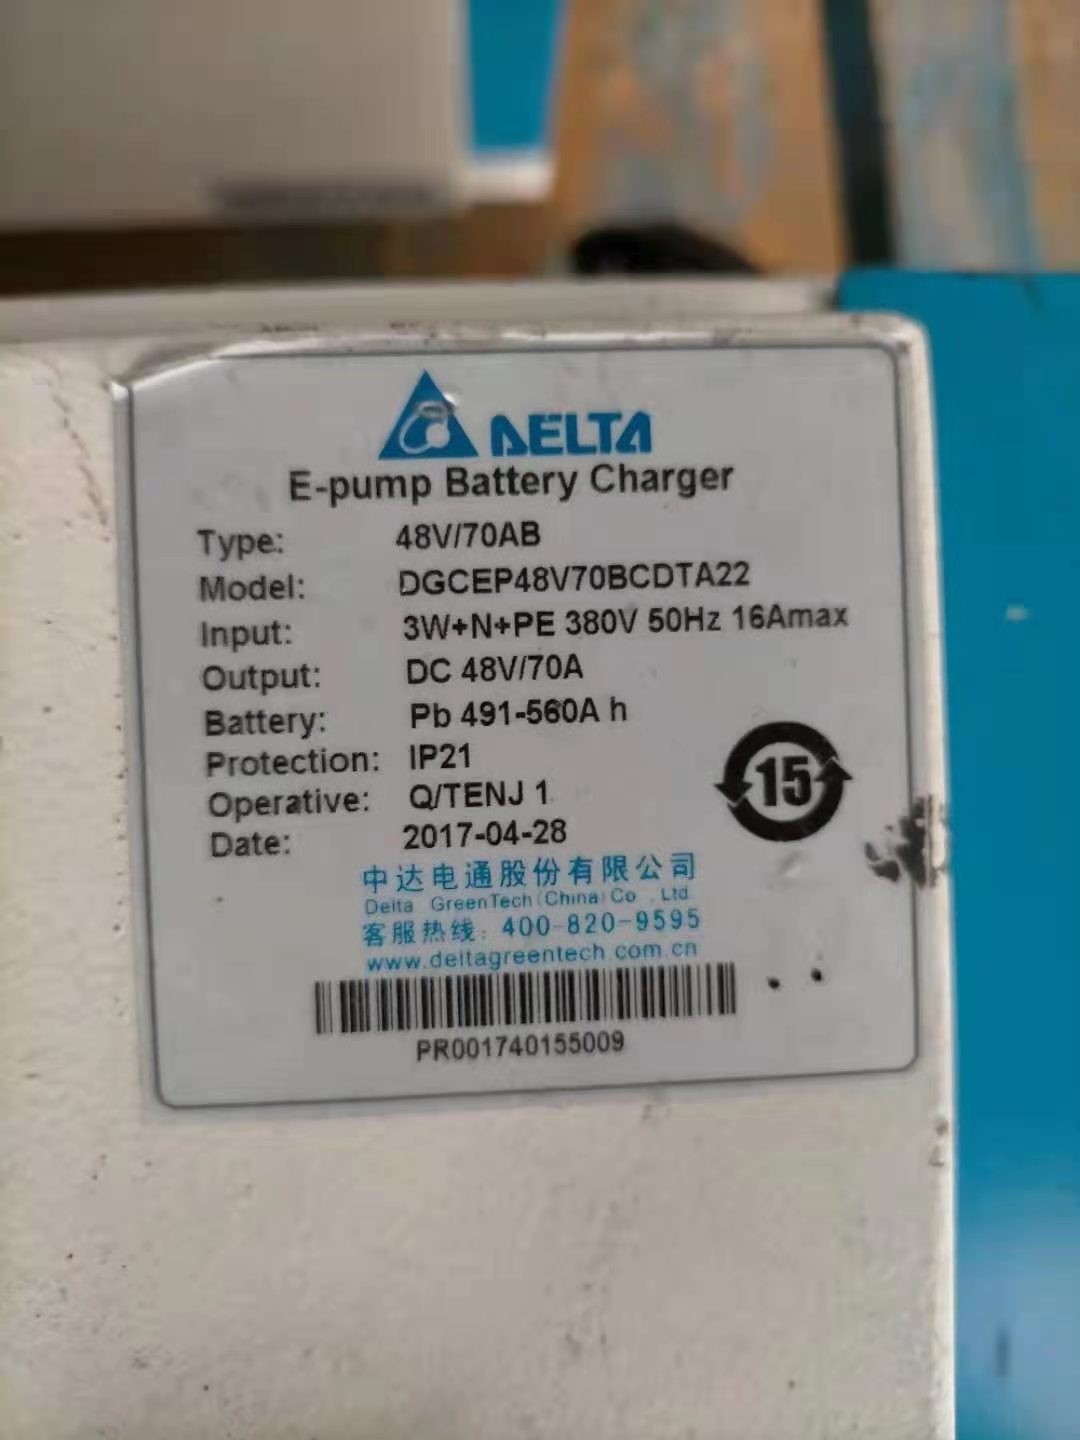 DELTA
E-pump Battery Charger
Type: 48V/70AB
Model: DGCEP48V70BCDTA22
Input: 3W+N+PE 380V 50Hz 16Amax
Output: DC 48V/70A
Battery: Pb 491-560A h
Protection: IP21
Operative: Q/TENJ 1
Date: 2017-04-28
15
中达电通股份有限公司
Delta GreenTech(China)Co .,Ltd
客服热线: 400-820-9595
www.deltagreentech.com.cn
PR001740155009